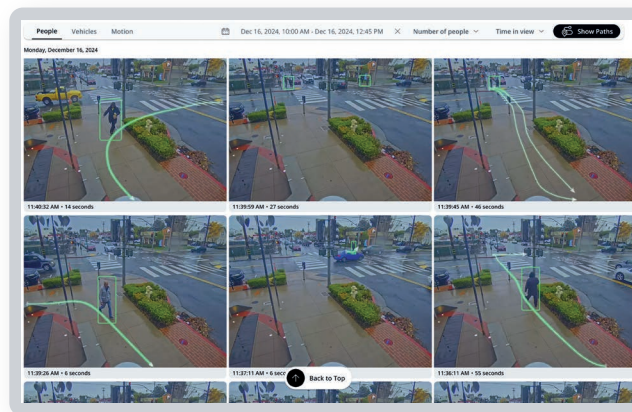 People Vehicles Motion Dec 16, 2024, 10:00 AM - Dec 16, 2024, 12:45 PM Number of people Time in view Show Paths
Monday, December 16, 2024
11:40:32 AM • 14 seconds 11:39:59 AM • 27 seconds 11:39:45 AM • 46 seconds
11:39:26 AM • 6 seconds 11:37:11 AM • 6 sec 11:36:11 AM • 55 seconds
Back to Top